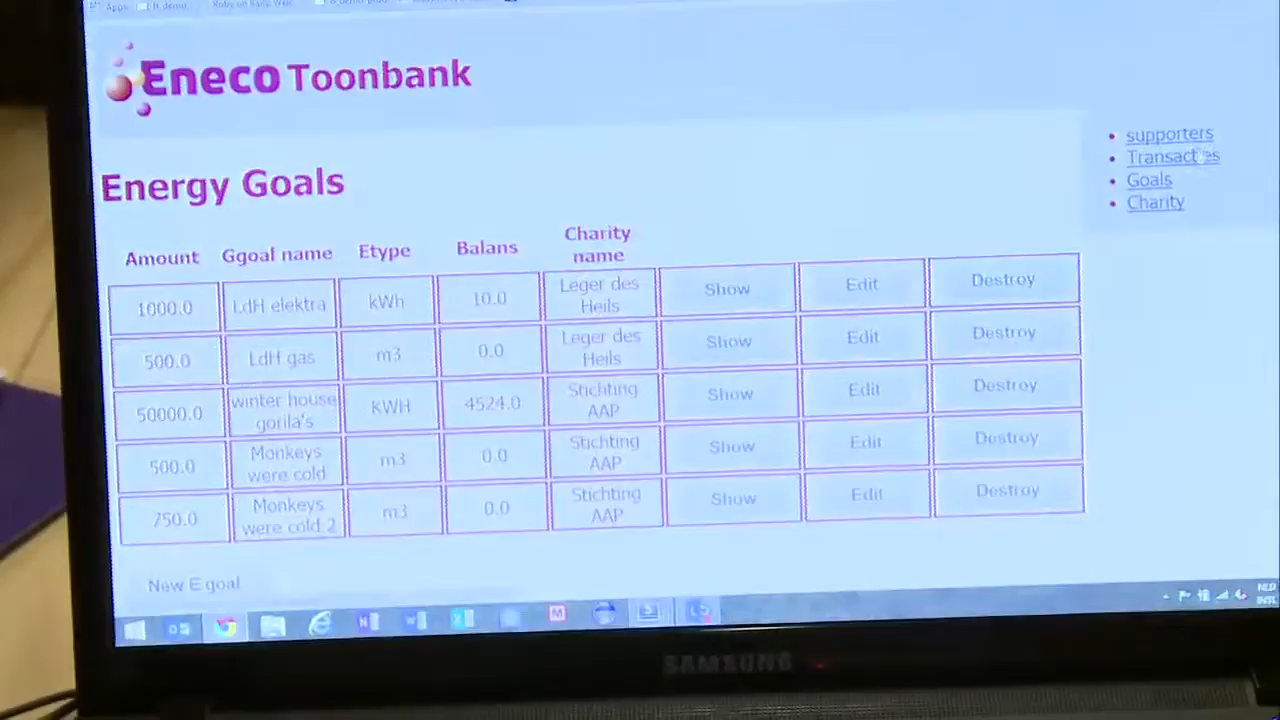 Apps
Eneco Toonbank
supporters
Transacties
Goals
Charity
Energy Goals
Amount Ggoal name Etype Balans Charity name
1000.0 LdH elektra kWh 10.0 Leger des Heils Show Edit Destroy
500.0 LdH gas m3 0.0 Leger des Heils Show Edit Destroy
50000.0 winter house gorila's KWH 4524.0 Stichting AAP Show Edit Destroy
500.0 Monkeys were cold m3 0.0 Stichting AAP Show Edit Destroy
750.0 Monkeys were cold 2 m3 0.0 Stichting AAP Show Edit Destroy
New E goal
NLD
INTL
SAMSUNG